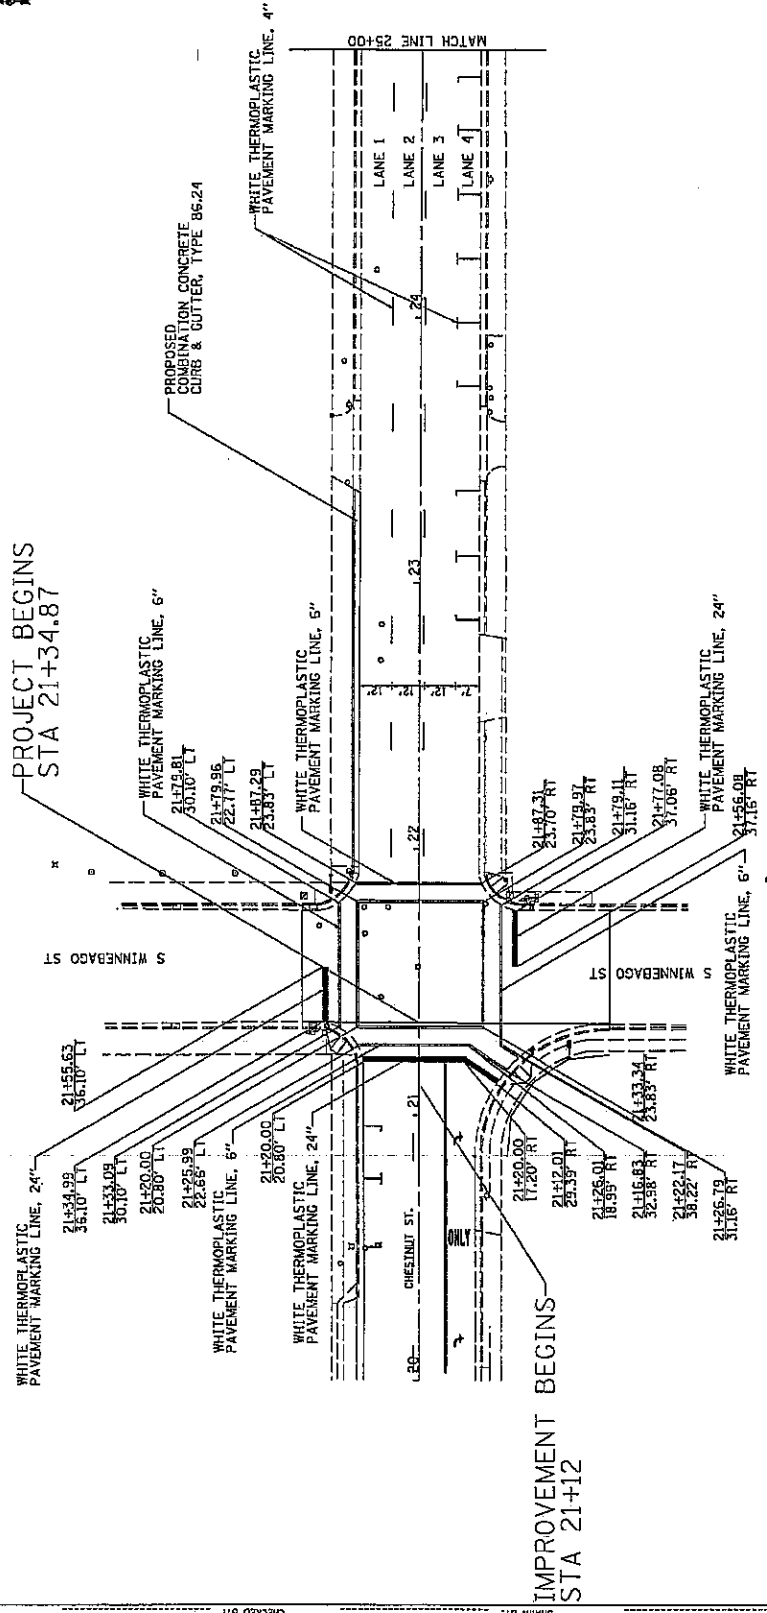 MATCH LINE 25+00
WHITE THERMOPLASTIC
PAVEMENT MARKING LINE, 4"
LANE 1
LANE 2
LANE 3
LANE 4
PROPOSED
COMBINATION CONCRETE
CURB & GUTTER, TYPE B6.24
24
23
22
21
20
PROJECT BEGINS
STA 21+34.87
WHITE THERMOPLASTIC
PAVEMENT MARKING LINE, 6"
21+79.81
30.10' LT
21+79.96
22.77' LT
21+87.29
23.83' LT
WHITE THERMOPLASTIC
PAVEMENT MARKING LINE, 6"
12' 12' 12' 7'
21+87.31
23.70' RT
21+79.97
23.83' RT
21+79.11
31.16' RT
21+77.08
37.06' RT
WHITE THERMOPLASTIC
PAVEMENT MARKING LINE, 24"
21+56.08
37.16' RT
WHITE THERMOPLASTIC
PAVEMENT MARKING LINE, 6"
S WINNEBAGO ST
S WINNEBAGO ST
WHITE THERMOPLASTIC
PAVEMENT MARKING LINE, 24"
21+55.63
36.10' LT
21+34.99
36.10' LT
21+33.09
30.10' LT
21+20.00
20.80' LT
21+25.99
22.66' LT
WHITE THERMOPLASTIC
PAVEMENT MARKING LINE, 6"
21+20.00
20.80' LT
WHITE THERMOPLASTIC
PAVEMENT MARKING LINE, 24"
CHESTNUT ST.
ONLY
21+20.00
17.20' RT
21+12.01
29.39' RT
21+26.01
18.99' RT
21+16.83
32.98' RT
21+22.17
38.22' RT
21+26.79
31.16' RT
21+33.34
23.83' RT
IMPROVEMENT BEGINS
STA 21+12